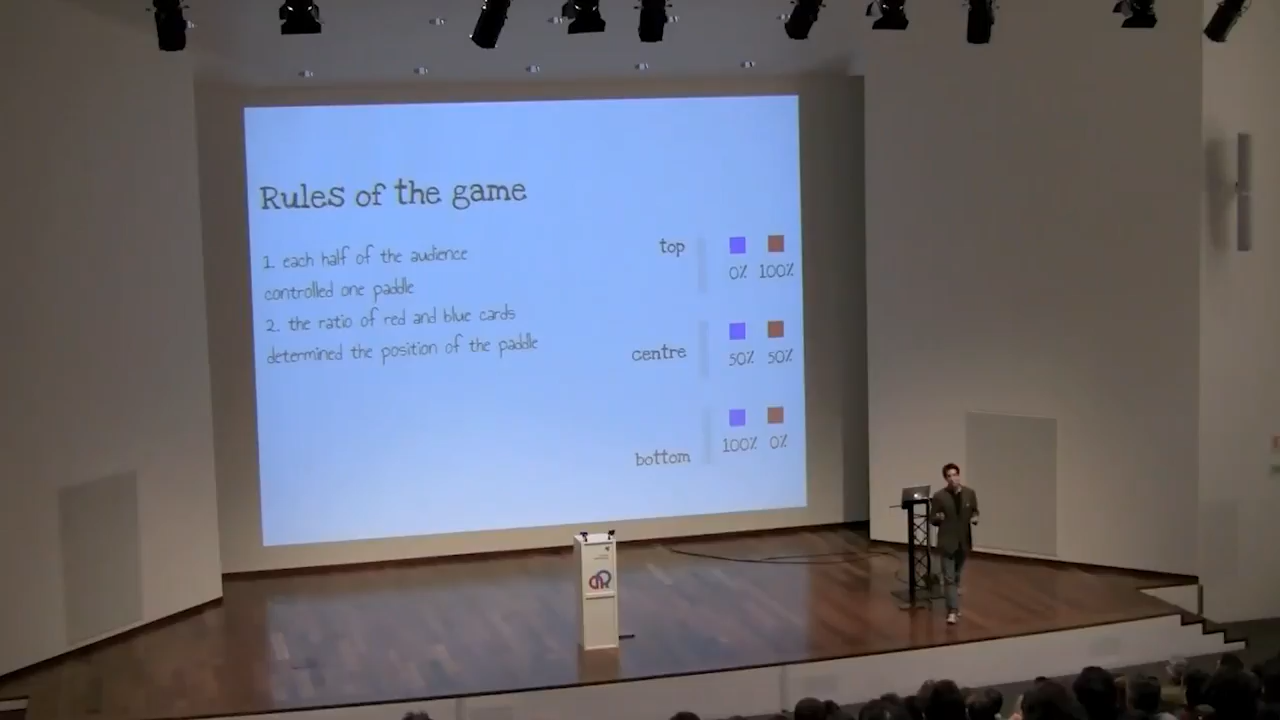 Rules of the game
1. each half of the audience
controlled one paddle
2. the ratio of red and blue cards
determined the position of the paddle
top
0% 100%
centre
50% 50%
bottom
100% 0%